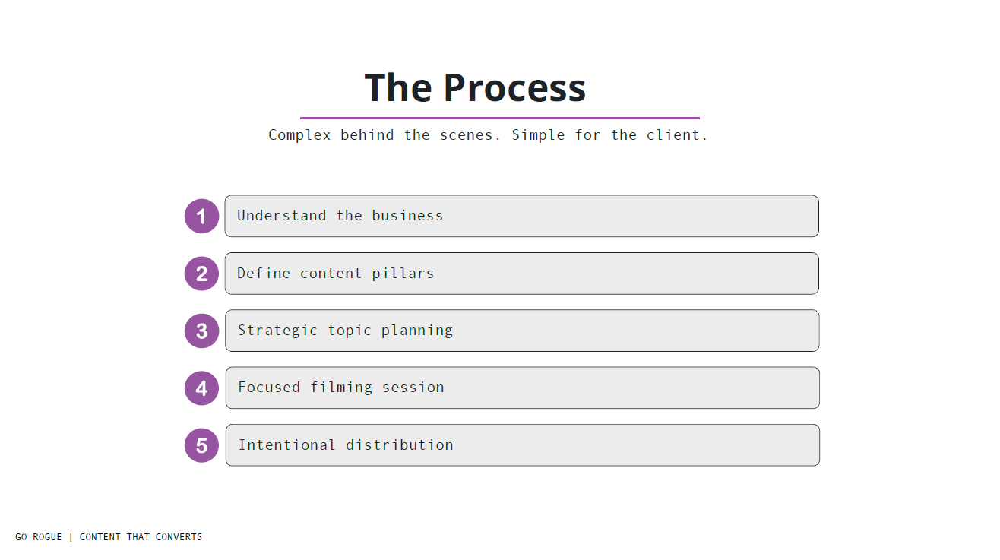 The Process
Complex behind the scenes. Simple for the client.
1 Understand the business
2 Define content pillars
3 Strategic topic planning
4 Focused filming session
5 Intentional distribution
GO ROGUE | CONTENT THAT CONVERTS